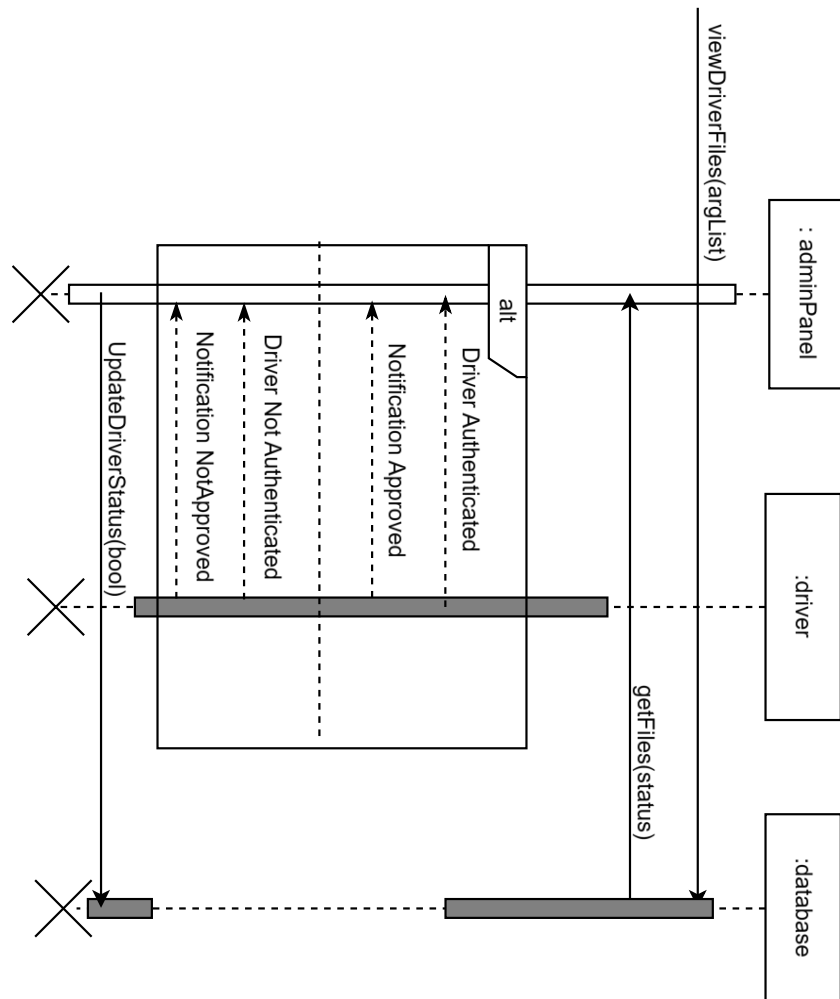 : adminPanel
:driver
:database
viewDriverFiles(argList)
getFiles(status)
alt
Driver Authenticated
Notification Approved
Driver Not Authenticated
Notification NotApproved
UpdateDriverStatus(bool)